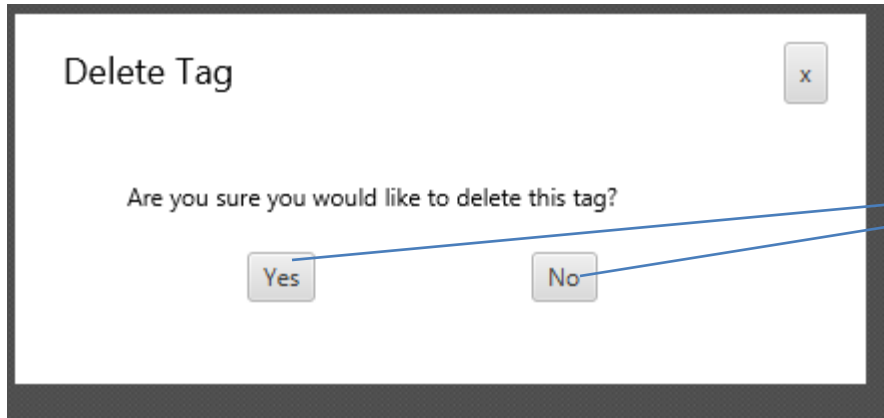 Delete Tag
x
Are you sure you would like to delete this tag?
Yes
No